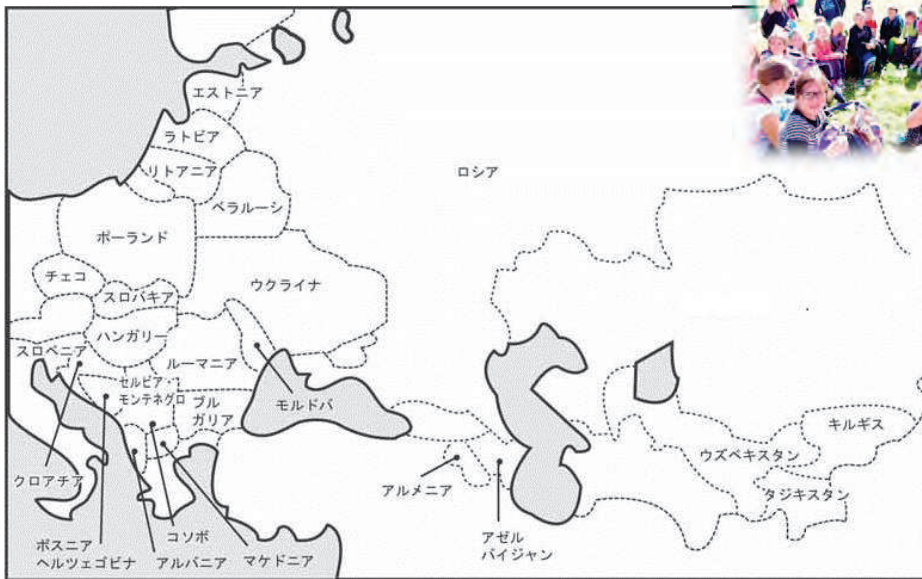 エストニア
ラトビア
リトアニア
ロシア
ベラルーシ
ポーランド
チェコ
スロバキア
ウクライナ
ハンガリー
スロベニア
ルーマニア
セルビア
モンテネグロ
ブル
ガリア
モルドバ
キルギス
ウズベキスタン
クロアチア
アルメニア
タジキスタン
コソボ
アゼル
バイジャン
ボスニア
ヘルツェゴビナ
アルバニア
マケドニア